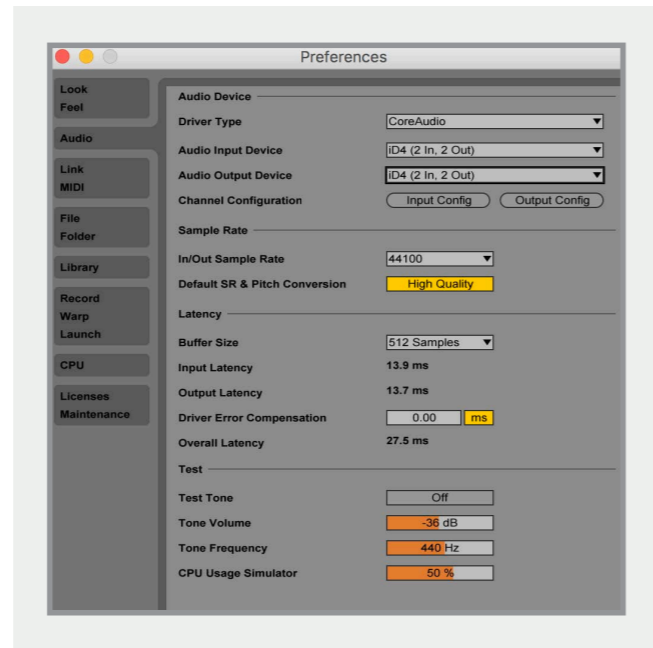 Preferences
Look
Feel
Audio
Link
MIDI
File
Folder
Library
Record
Warp
Launch
CPU
Licenses
Maintenance
Audio Device
Driver Type CoreAudio
Audio Input Device iD4 (2 In, 2 Out)
Audio Output Device iD4 (2 In, 2 Out)
Channel Configuration Input Config Output Config
Sample Rate
In/Out Sample Rate 44100
Default SR & Pitch Conversion High Quality
Latency
Buffer Size 512 Samples
Input Latency 13.9 ms
Output Latency 13.7 ms
Driver Error Compensation 0.00 ms
Overall Latency 27.5 ms
Test
Test Tone Off
Tone Volume -36 dB
Tone Frequency 440 Hz
CPU Usage Simulator 50 %